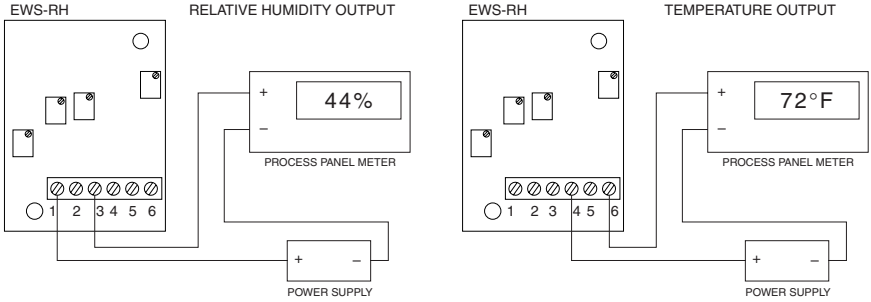 EWS-RH RELATIVE HUMIDITY OUTPUT
+ 44%
–
PROCESS PANEL METER
1 2 3 4 5 6
+ –
POWER SUPPLY
EWS-RH TEMPERATURE OUTPUT
+ 72°F
–
PROCESS PANEL METER
1 2 3 4 5 6
+ –
POWER SUPPLY